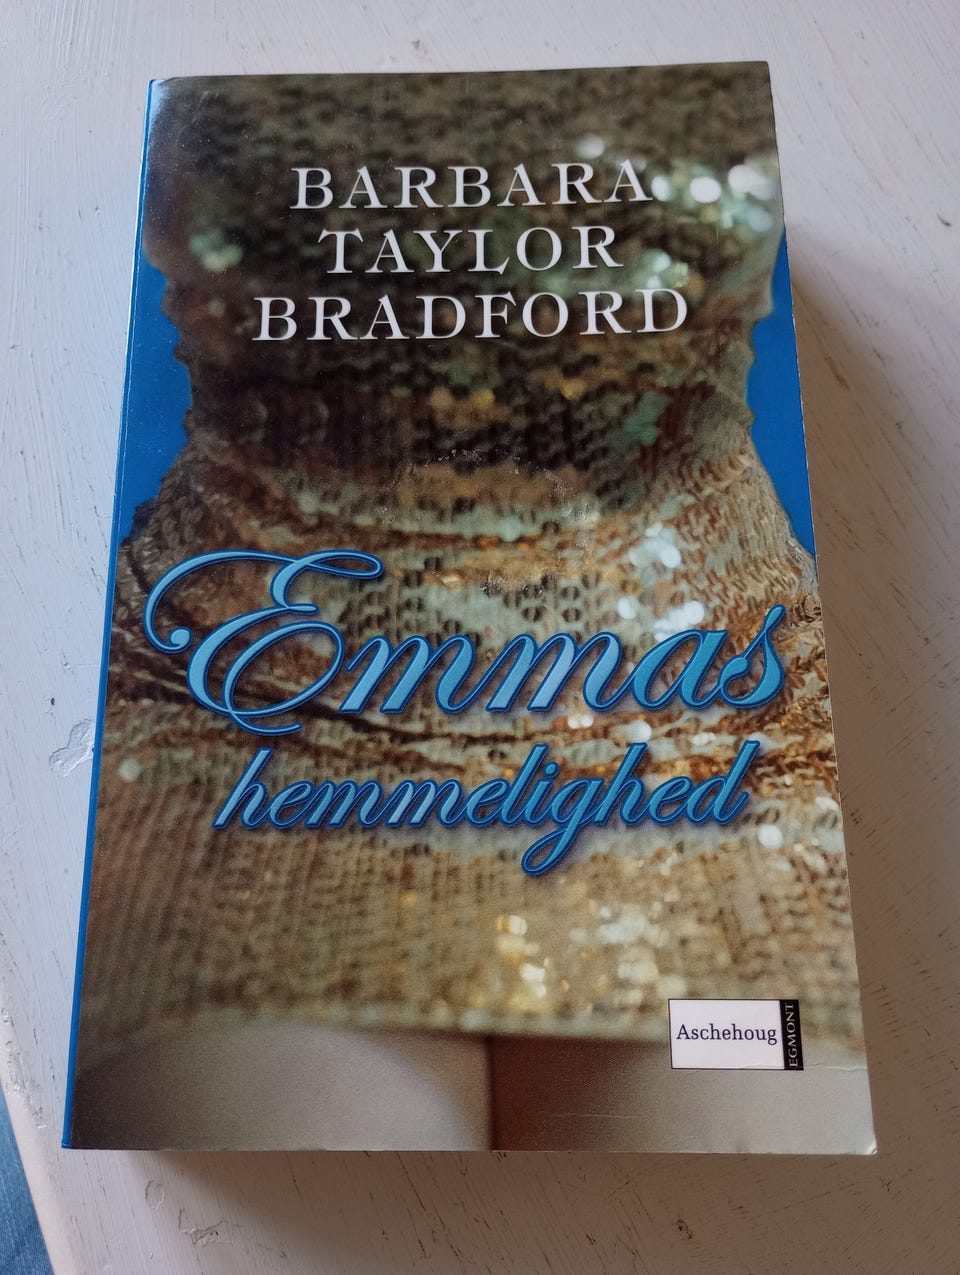 BARBARA
TAYLOR
BRADFORD
Emmas
hemmelighed
Aschehoug
EGMONT